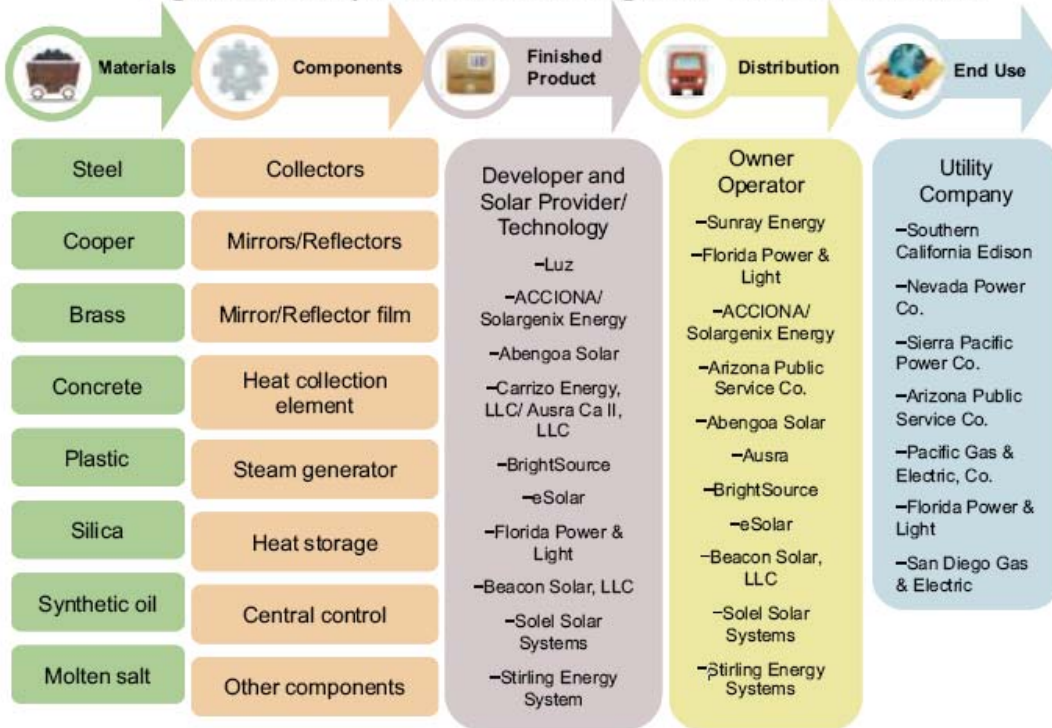 Materials
Components
Finished
Product
Distribution
End Use
Steel
Cooper
Brass
Concrete
Plastic
Silica
Synthetic oil
Molten salt
Collectors
Mirrors/Reflectors
Mirror/Reflector film
Heat collection
element
Steam generator
Heat storage
Central control
Other components
Developer and
Solar Provider/
Technology
–Luz
–ACCIONA/
Solargenix Energy
–Abengoa Solar
–Carrizo Energy,
LLC/ Ausra Ca II,
LLC
–BrightSource
–eSolar
–Florida Power &
Light
–Beacon Solar, LLC
–Solel Solar
Systems
–Stirling Energy
System
Owner
Operator
–Sunray Energy
–Florida Power &
Light
–ACCIONA/
Solargenix Energy
–Arizona Public
Service Co.
–Abengoa Solar
–Ausra
–BrightSource
–eSolar
–Beacon Solar,
LLC
–Solel Solar
Systems
–Stirling Energy
Systems
Utility
Company
–Southern
California Edison
–Nevada Power
Co.
–Sierra Pacific
Power Co.
–Arizona Public
Service Co.
–Pacific Gas &
Electric, Co.
–Florida Power &
Light
–San Diego Gas
& Electric